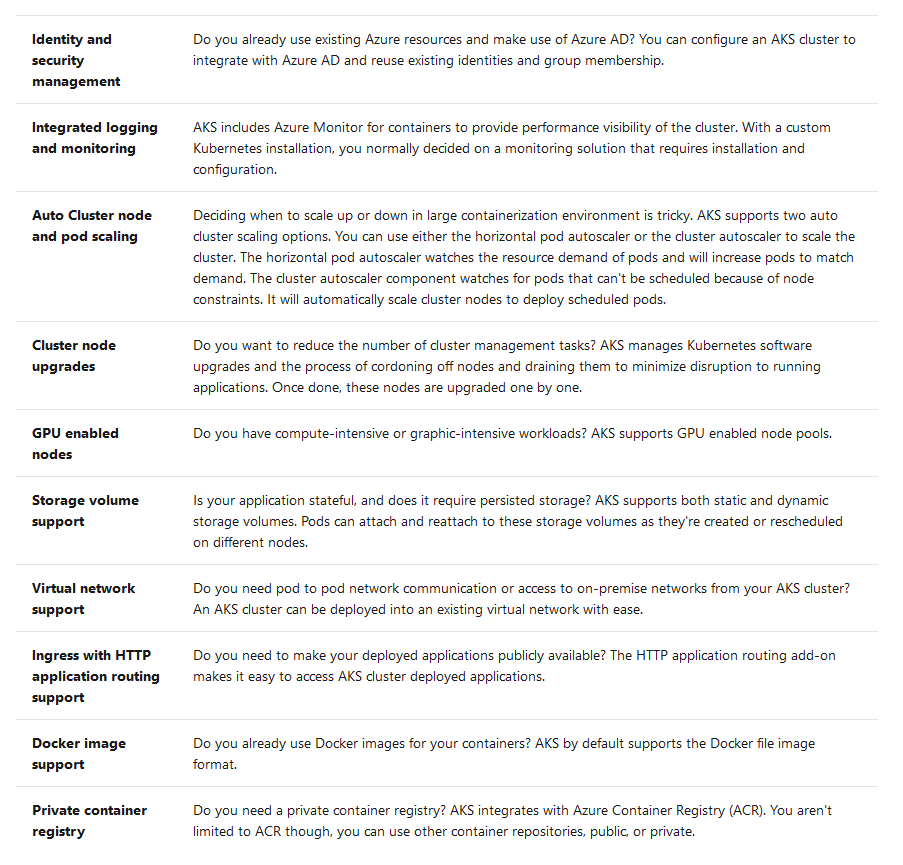 Identity and
security
management
Do you already use existing Azure resources and make use of Azure AD? You can configure an AKS cluster to
integrate with Azure AD and reuse existing identities and group membership.
Integrated logging
and monitoring
AKS includes Azure Monitor for containers to provide performance visibility of the cluster. With a custom
Kubernetes installation, you normally decided on a monitoring solution that requires installation and
configuration.
Auto Cluster node
and pod scaling
Deciding when to scale up or down in large containerization environment is tricky. AKS supports two auto
cluster scaling options. You can use either the horizontal pod autoscaler or the cluster autoscaler to scale the
cluster. The horizontal pod autoscaler watches the resource demand of pods and will increase pods to match
demand. The cluster autoscaler component watches for pods that can't be scheduled because of node
constraints. It will automatically scale cluster nodes to deploy scheduled pods.
Cluster node
upgrades
Do you want to reduce the number of cluster management tasks? AKS manages Kubernetes software
upgrades and the process of cordoning off nodes and draining them to minimize disruption to running
applications. Once done, these nodes are upgraded one by one.
GPU enabled
nodes
Do you have compute-intensive or graphic-intensive workloads? AKS supports GPU enabled node pools.
Storage volume
support
Is your application stateful, and does it require persisted storage? AKS supports both static and dynamic
storage volumes. Pods can attach and reattach to these storage volumes as they're created or rescheduled
on different nodes.
Virtual network
support
Do you need pod to pod network communication or access to on-premise networks from your AKS cluster?
An AKS cluster can be deployed into an existing virtual network with ease.
Ingress with HTTP
application routing
support
Do you need to make your deployed applications publicly available? The HTTP application routing add-on
makes it easy to access AKS cluster deployed applications.
Docker image
support
Do you already use Docker images for your containers? AKS by default supports the Docker file image
format.
Private container
registry
Do you need a private container registry? AKS integrates with Azure Container Registry (ACR). You aren't
limited to ACR though, you can use other container repositories, public, or private.